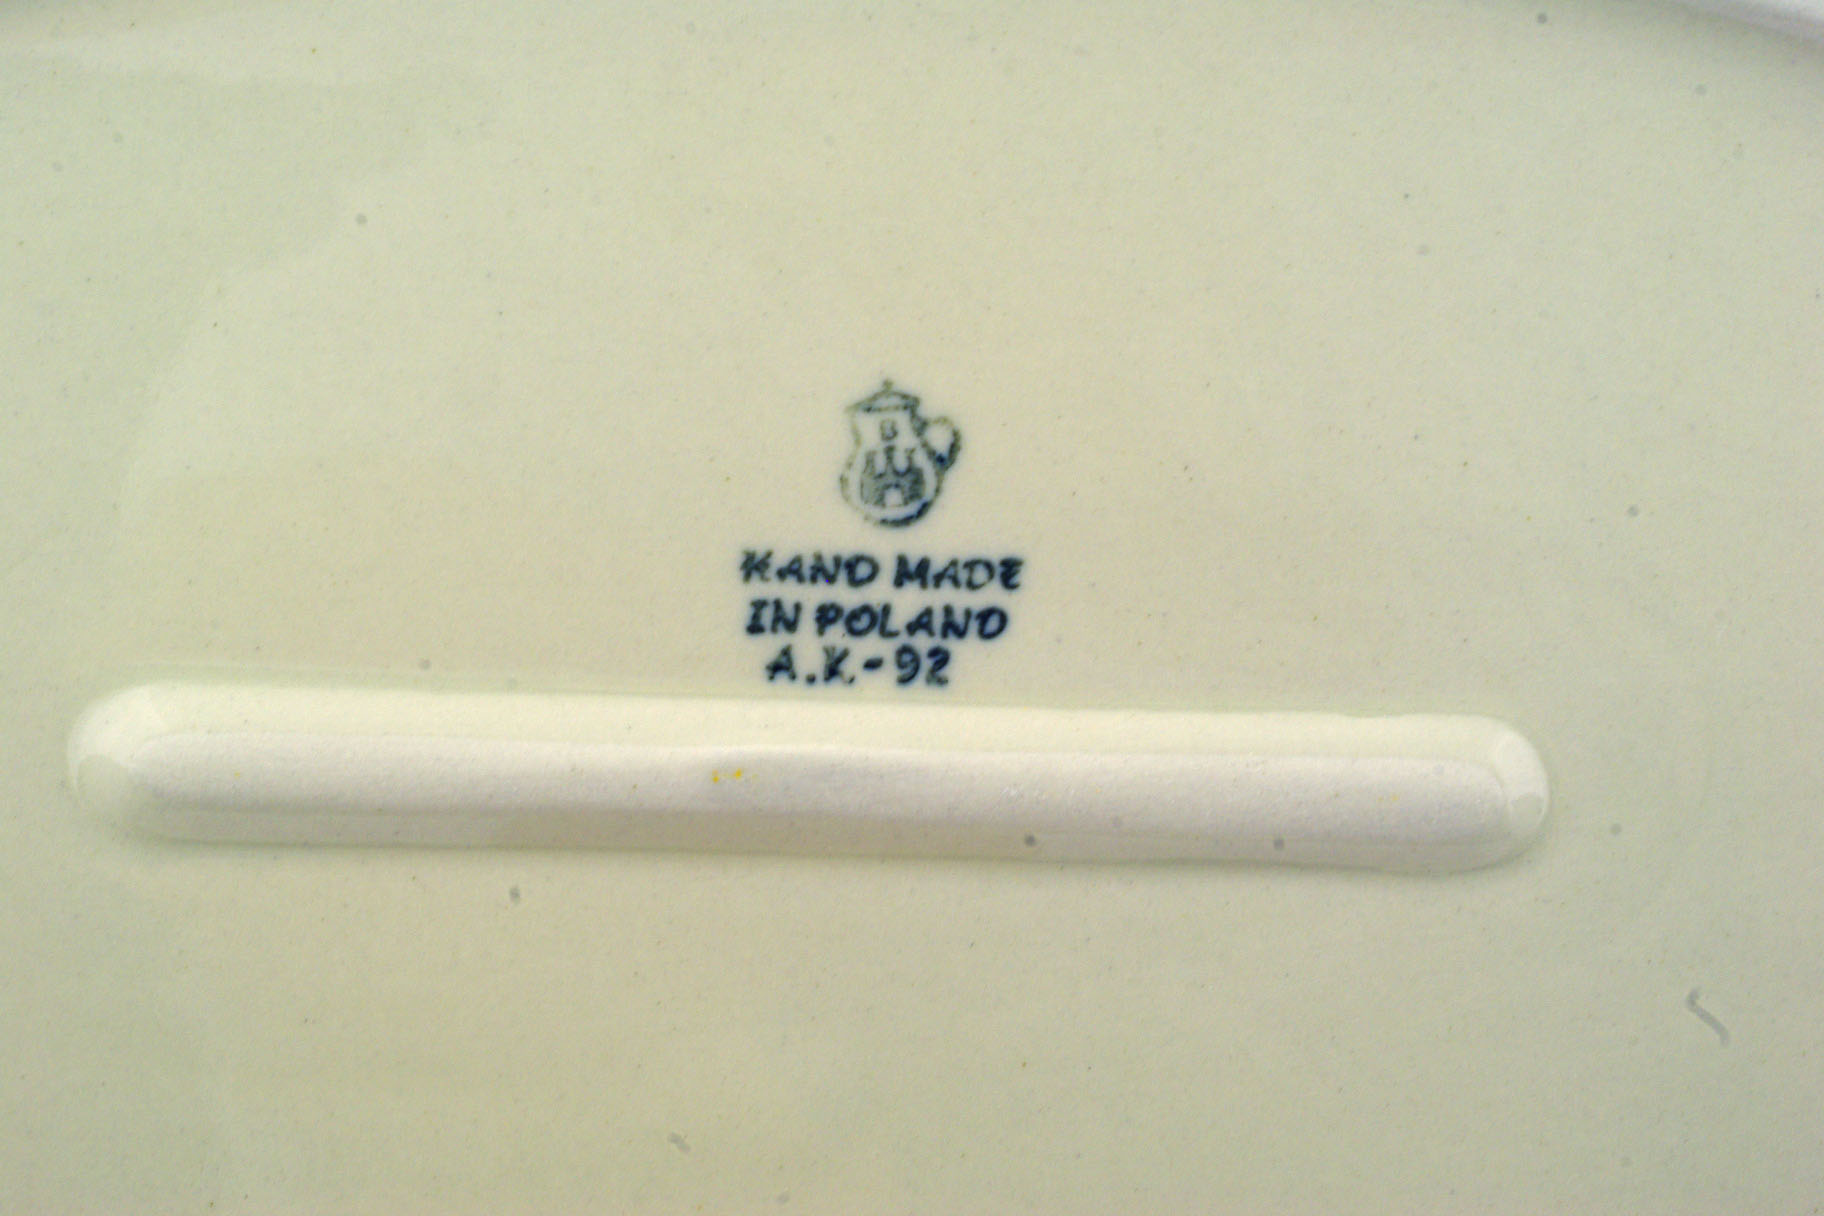 B
HAND MADE
IN POLAND
A.K.-92